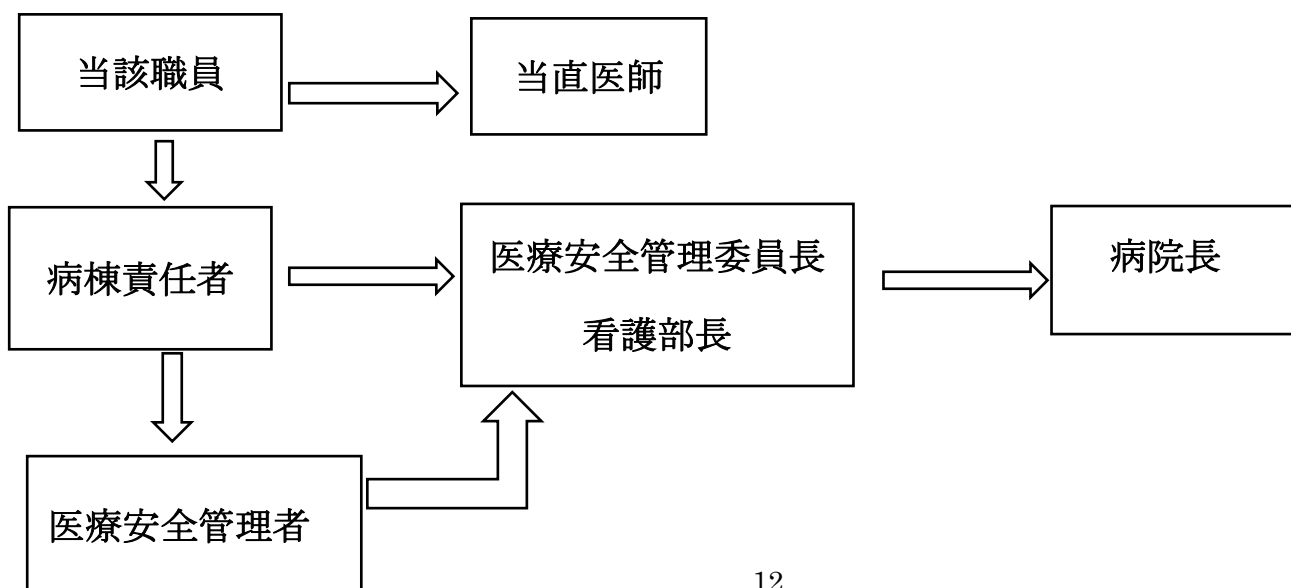 当該職員
当直医師
病棟責任者
医療安全管理委員長
看護部長
病院長
医療安全管理者
12